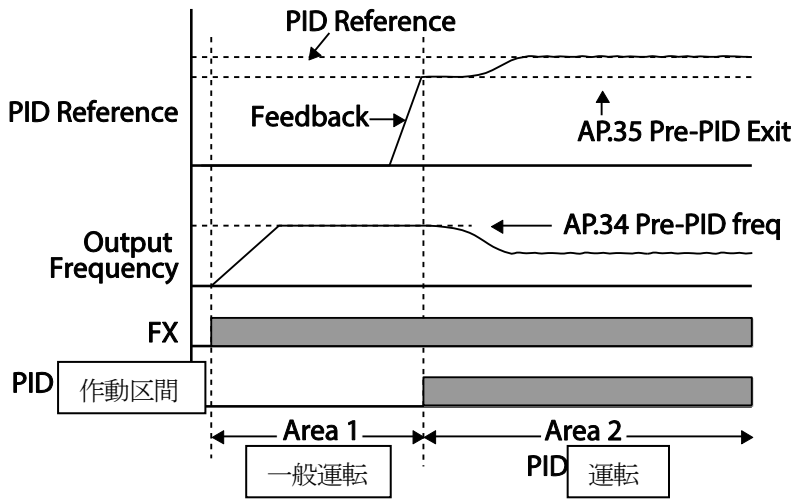 PID Reference
PID Reference
Feedback
AP.35 Pre-PID Exit
AP.34 Pre-PID freq
Output
Frequency
FX
PID 作動区間
Area 1
Area 2
一般運転
PID 運転